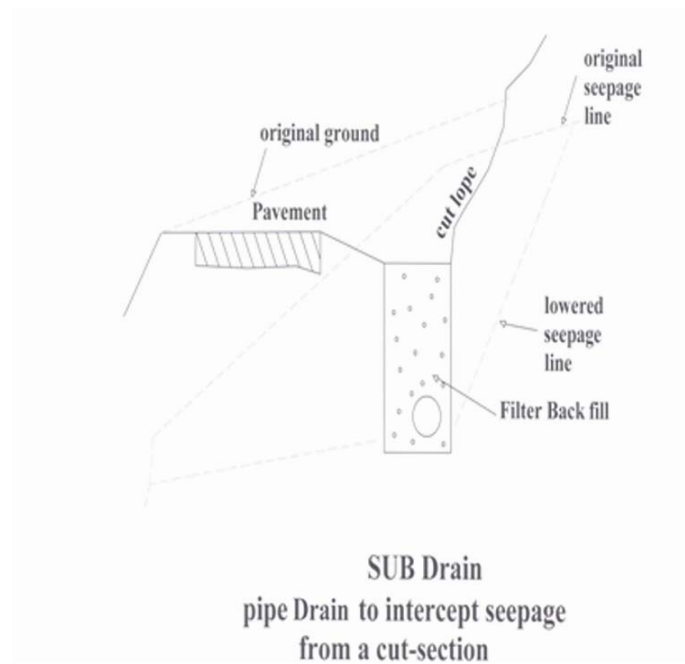 original
seepage
line
original ground
Pavement
cut lope
lowered
seepage
line
Filter Back fill
SUB Drain
pipe Drain to intercept seepage
from a cut-section